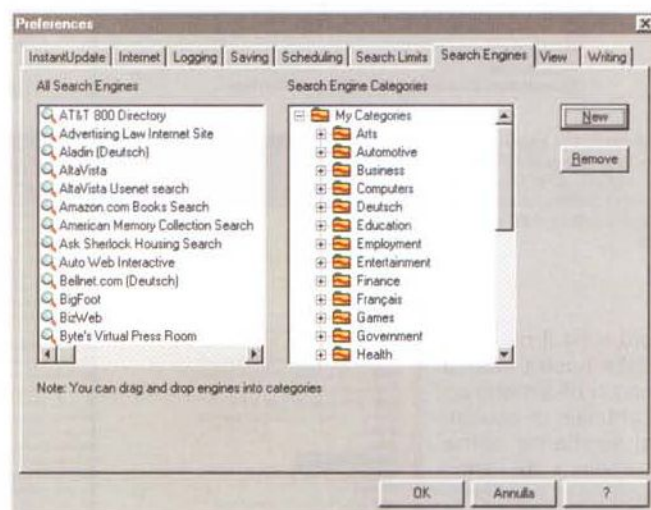 Preferences
InstantUpdate Internet Logging Saving Scheduling Search Limits Search Engines View Writing
All Search Engines
AT&T 800 Directory
Advertising Law Internet Site
Aladin (Deutsch)
AltaVista
AltaVista Usenet search
Amazon.com Books Search
American Memory Collection Search
Ask Sherlock Housing Search
Auto Web Interactive
Bellnet.com (Deutsch)
BigFoot
BizWeb
Byte's Virtual Press Room
Search Engine Categories
My Categories
Arts
Automotive
Business
Computers
Deutsch
Education
Employment
Entertainment
Finance
Français
Games
Government
Health
New
Remove
Note: You can drag and drop engines into categories
OK
Annulla
?